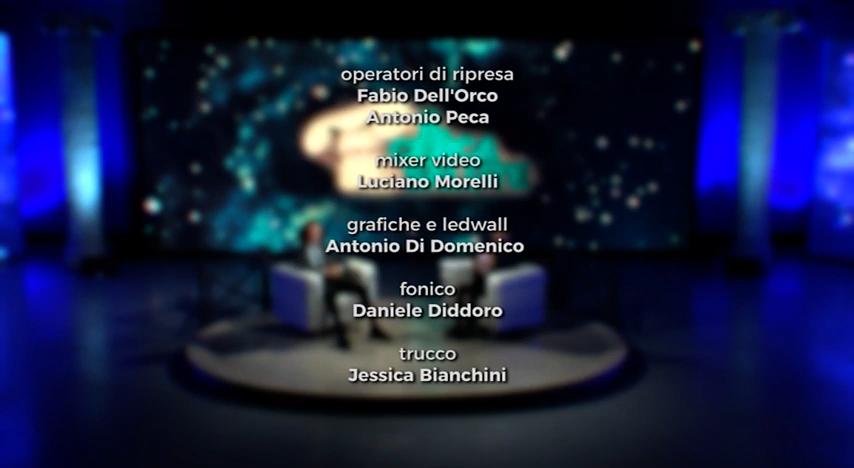 operatori di ripresa
Fabio Dell'Orco
Antonio Peca
mixer video
Luciano Morelli
grafiche e ledwall
Antonio Di Domenico
fonico
Daniele Diddoro
trucco
Jessica Bianchini